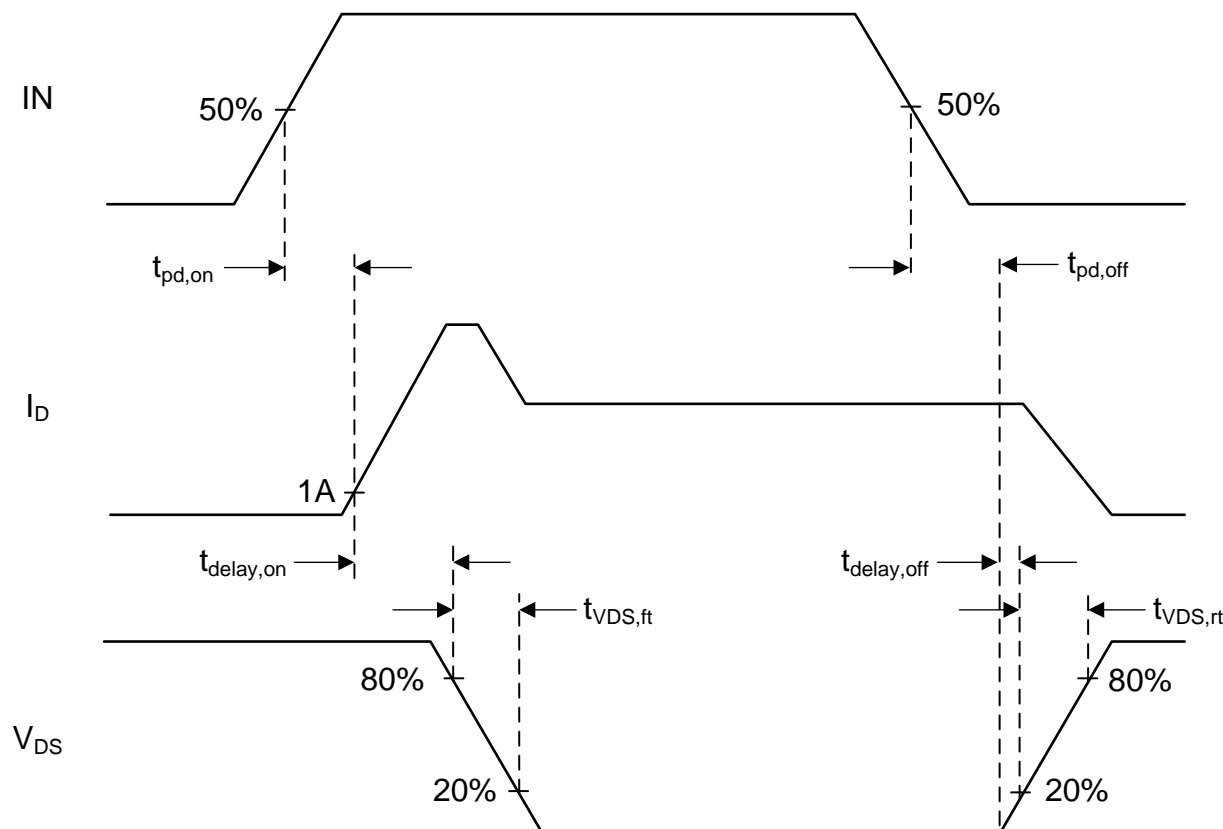 IN
50%
50%
tpd,on
tpd,off
ID
1A
tdelay,on
tdelay,off
tVDS,ft
tVDS,rt
80%
80%
VDS
20%
20%